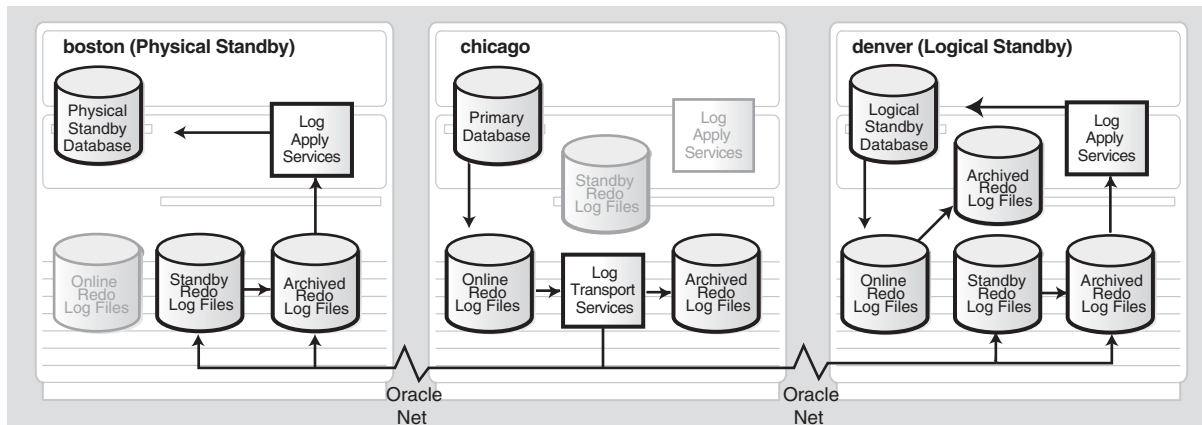 boston (Physical Standby)
Physical
Standby
Database
Log
Apply
Services
Online
Redo
Log Files
Standby
Redo
Log Files
Archived
Redo
Log Files
chicago
Primary
Database
Log
Apply
Services
Standby
Redo
Log Files
Online
Redo
Log Files
Log
Transport
Services
Archived
Redo
Log Files
denver (Logical Standby)
Logical
Standby
Database
Log
Apply
Services
Archived
Redo
Log Files
Online
Redo
Log Files
Standby
Redo
Log Files
Archived
Redo
Log Files
Oracle
Net
Oracle
Net